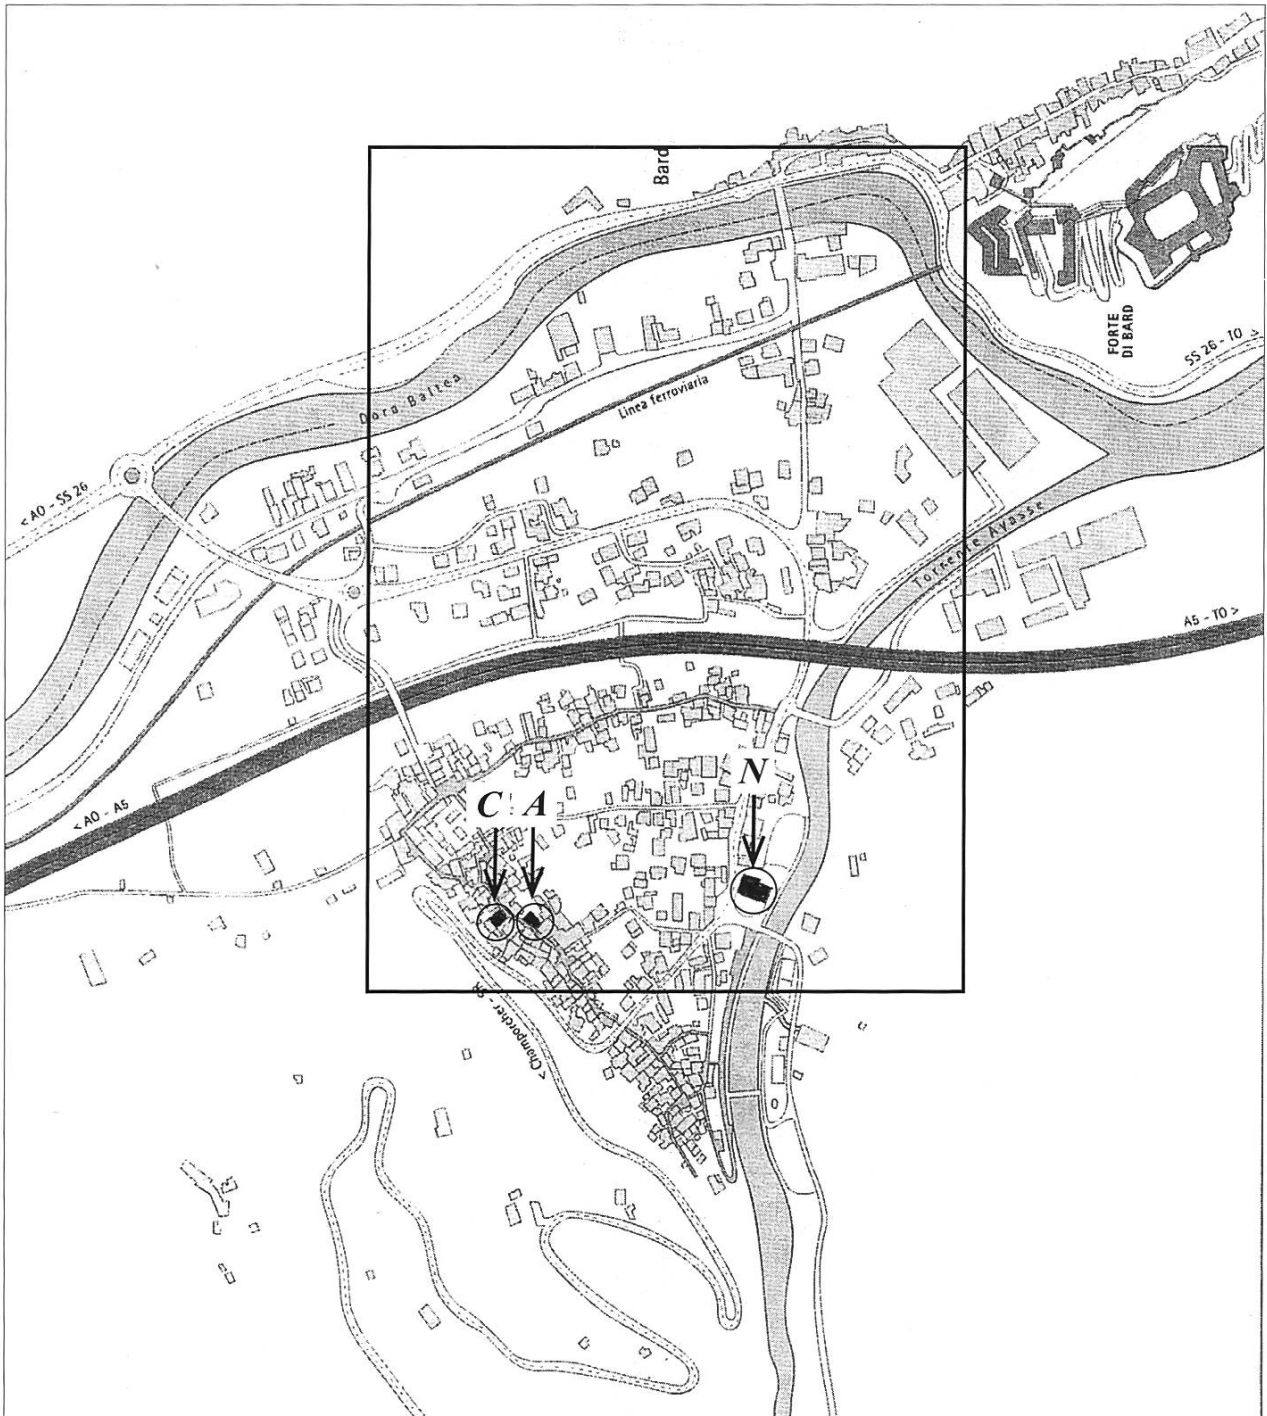 Bard
FORTE
DI BARD
SS 26 - TO >
Dora Baltea
Linea ferroviaria
< AO - SS 26
Torrente Ayasse
A5 - TO >
N
C A
< AO - A5
< Champorcher -